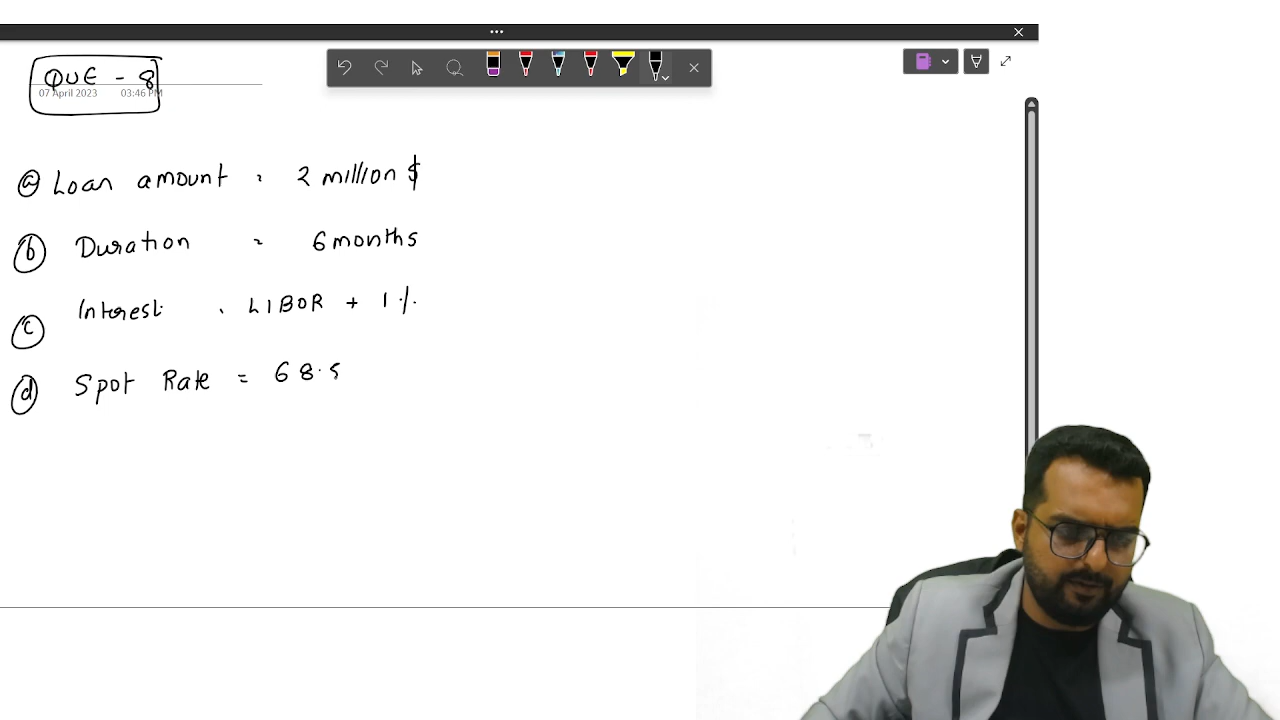 QUE - 8
07 April 2023 03:46 PM
a Loan amount = 2 million $
b Duration = 6 months
c Interest = LIBOR + 1%
d Spot Rate = 68.5